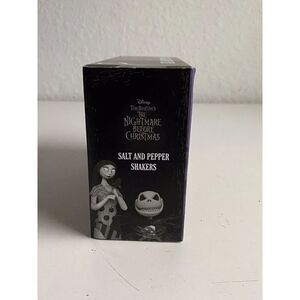 Disney
Tim Burton's
THE
NIGHTMARE
BEFORE
CHRISTMAS
SALT AND PEPPER
SHAKERS